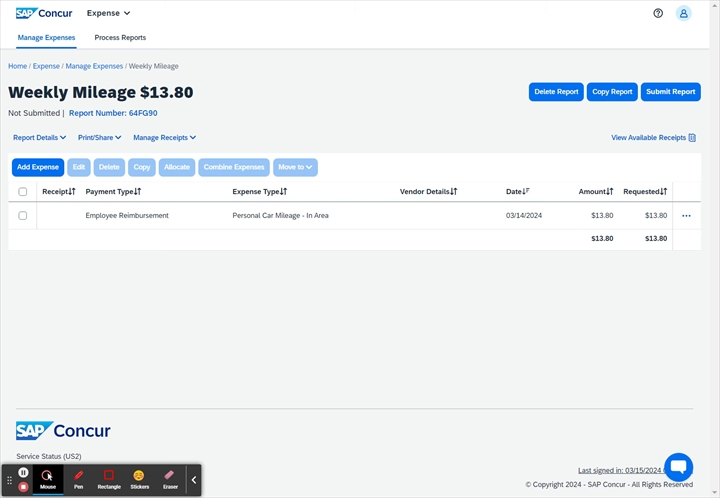 SAP Concur Expense
Manage Expenses Process Reports
Home / Expense / Manage Expenses / Weekly Mileage
Weekly Mileage $13.80
Delete Report Copy Report Submit Report
Not Submitted | Report Number: 64FG90
Report Details Print/Share Manage Receipts View Available Receipts
Add Expense Edit Delete Copy Allocate Combine Expenses Move to
Receipt Payment Type Expense Type Vendor Details Date Amount Requested
Employee Reimbursement Personal Car Mileage - In Area 03/14/2024 $13.80 $13.80
$13.80 $13.80
SAP Concur
Service Status (US2)
Last signed in: 03/15/2024
© Copyright 2024 - SAP Concur - All Rights Reserved
Mouse Pen Rectangle Stickers Eraser